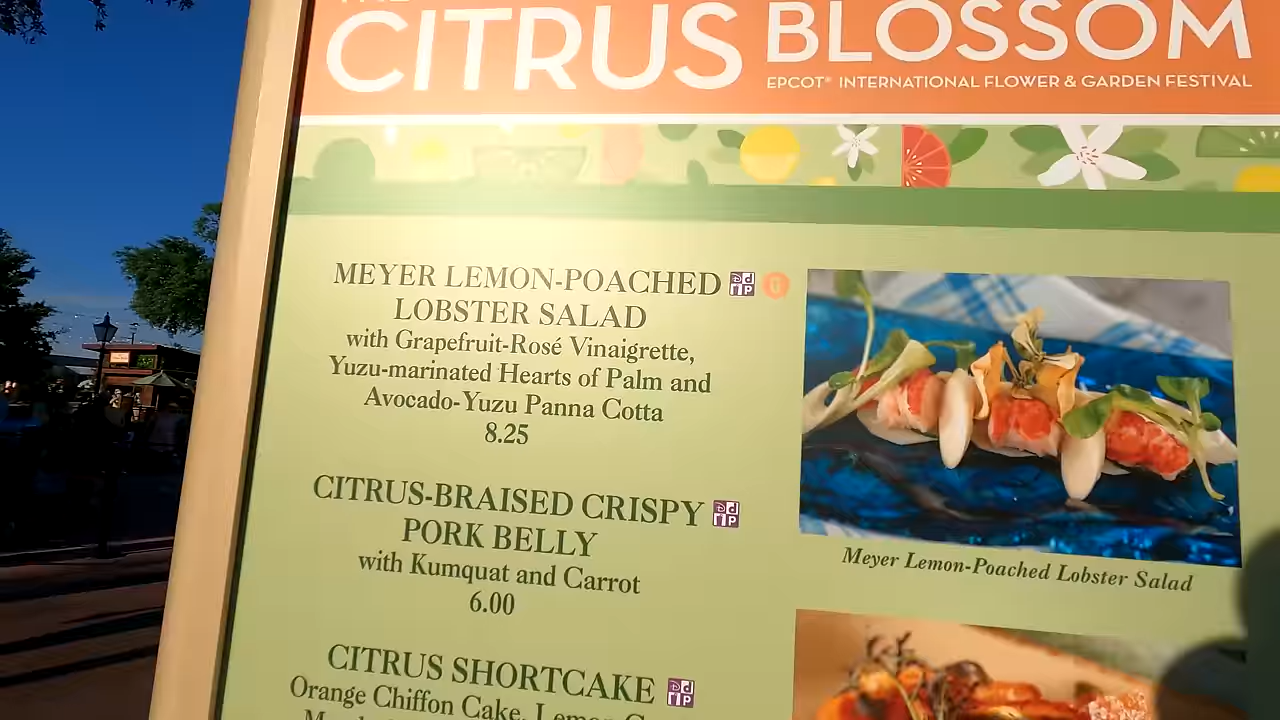 CITRUS BLOSSOM
EPCOT® INTERNATIONAL FLOWER & GARDEN FESTIVAL
MEYER LEMON-POACHED
LOBSTER SALAD
with Grapefruit-Rosé Vinaigrette,
Yuzu-marinated Hearts of Palm and
Avocado-Yuzu Panna Cotta
8.25
Meyer Lemon-Poached Lobster Salad
CITRUS-BRAISED CRISPY
PORK BELLY
with Kumquat and Carrot
6.00
CITRUS SHORTCAKE
Orange Chiffon Cake,